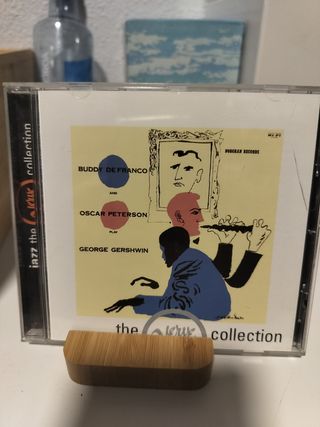 NORGRAN RECORDS
BUDDY DE FRANCO
AND
OSCAR PETERSON
PLAY
GEORGE GERSHWIN
the Verve collection
jazz the Verve collection